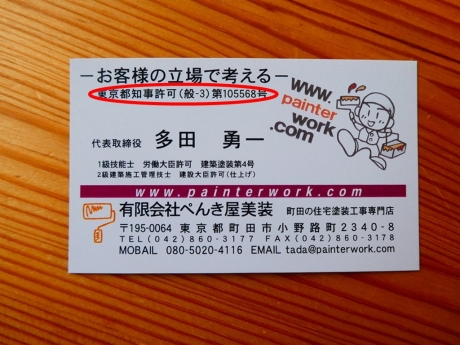 －お客様の立場で考える－
東京都知事許可(般-3)第105568号
www.
painter
work
.com
代表取締役 多田 勇一
1級技能士 労働大臣許可 建築塗装第4号
2級建築施工管理技士 建設大臣許可(仕上げ)
www.painterwork.com
有限会社ぺんき屋美装 町田の住宅塗装工事専門店
〒195-0064 東京都町田市小野路町2340-8
TEL(042)860-3177 FAX(042)860-3178
MOBAIL 080-5020-4116 EMAIL tada@painterwork.com